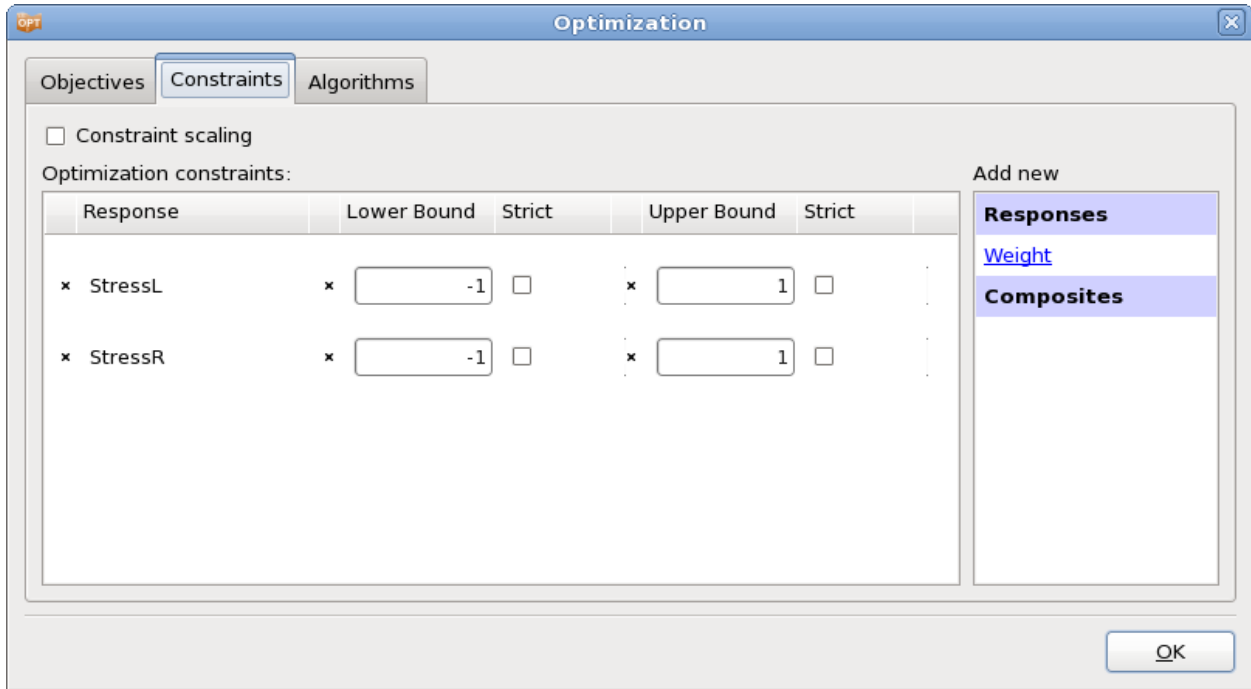 OPT Optimization
Objectives Constraints Algorithms
Constraint scaling
Optimization constraints: Add new
Response Lower Bound Strict Upper Bound Strict Responses
Weight
StressL -1 1 Composites
StressR -1 1
OK